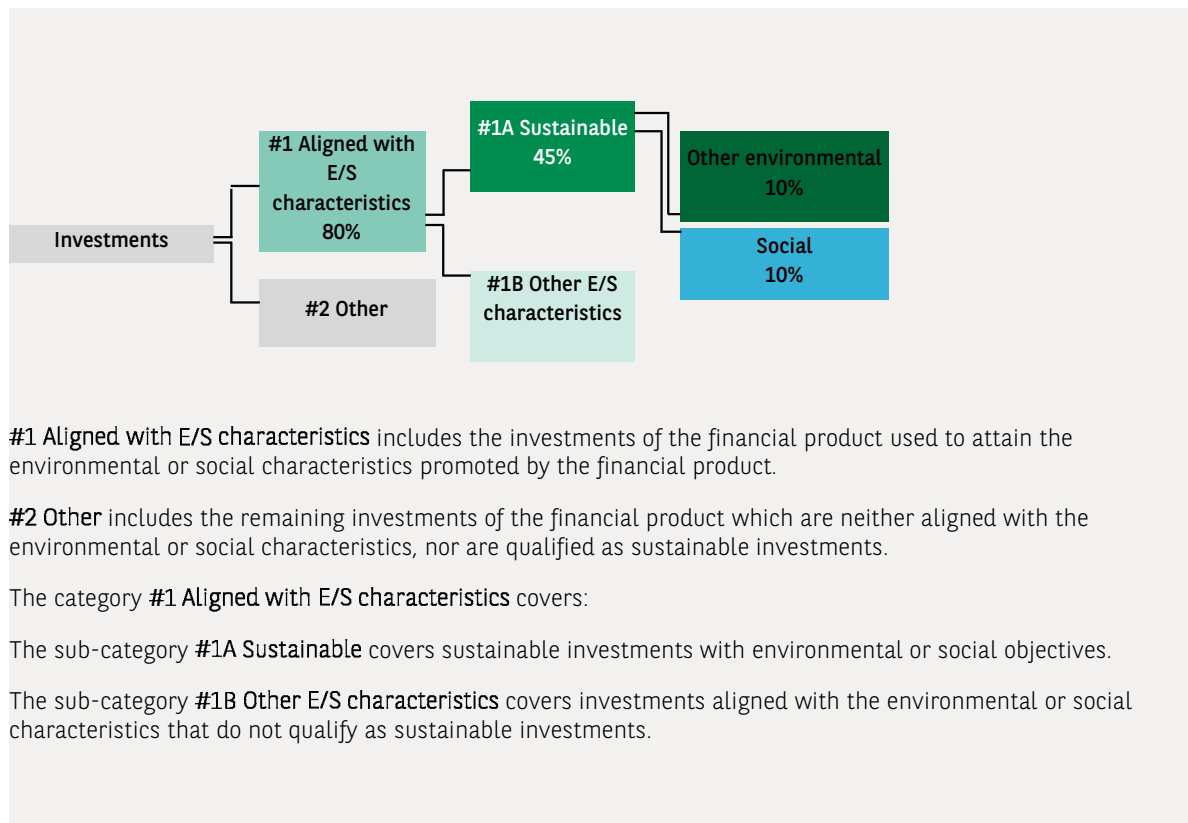 Investments
#1 Aligned with
E/S
characteristics
80%
#2 Other
#1A Sustainable
45%
#1B Other E/S
characteristics
Other environmental
10%
Social
10%
#1 Aligned with E/S characteristics includes the investments of the financial product used to attain the
environmental or social characteristics promoted by the financial product.
#2 Other includes the remaining investments of the financial product which are neither aligned with the
environmental or social characteristics, nor are qualified as sustainable investments.
The category #1 Aligned with E/S characteristics covers:
The sub-category #1A Sustainable covers sustainable investments with environmental or social objectives.
The sub-category #1B Other E/S characteristics covers investments aligned with the environmental or social
characteristics that do not qualify as sustainable investments.